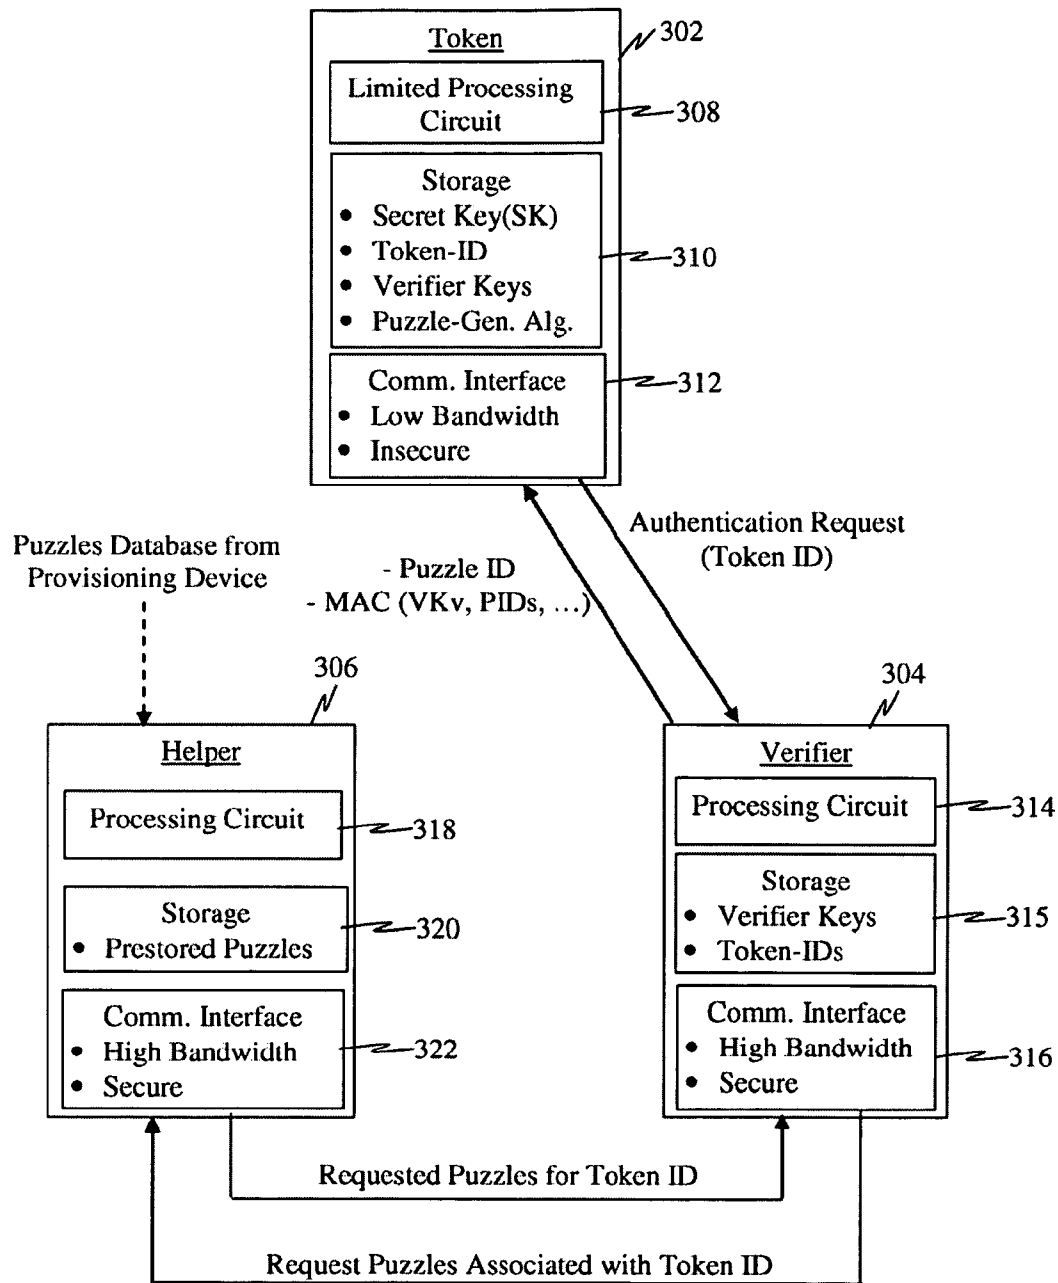 Token
302
Limited Processing
Circuit
308
Storage
• Secret Key(SK)
• Token-ID
• Verifier Keys
• Puzzle-Gen. Alg.
310
Comm. Interface
• Low Bandwidth
• Insecure
312
Authentication Request
(Token ID)
Puzzles Database from
Provisioning Device
- Puzzle ID
- MAC (VKv, PIDs, ...)
306
Helper
Processing Circuit
318
Storage
• Prestored Puzzles
320
Comm. Interface
• High Bandwidth
• Secure
322
304
Verifier
Processing Circuit
314
Storage
• Verifier Keys
• Token-IDs
315
Comm. Interface
• High Bandwidth
• Secure
316
Requested Puzzles for Token ID
Request Puzzles Associated with Token ID